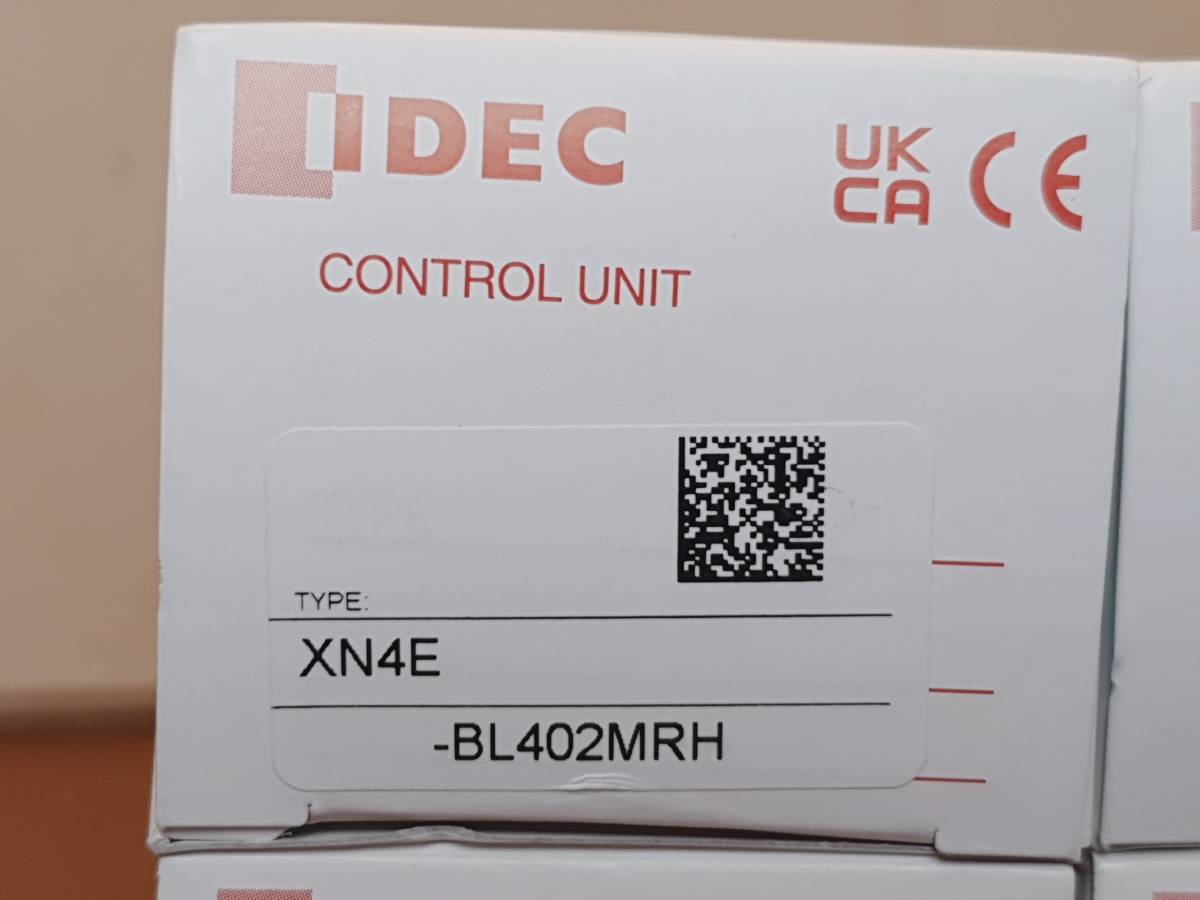 IDEC
UK
CA CE
CONTROL UNIT
TYPE:
XN4E
-BL402MRH